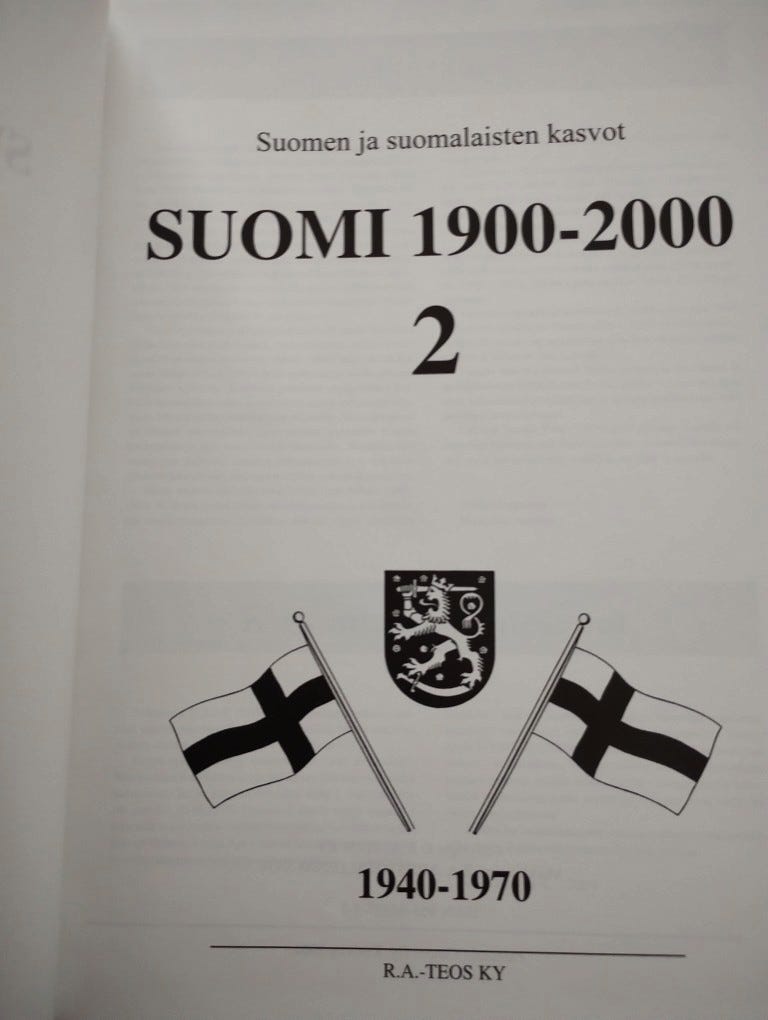 Suomen ja suomalaisten kasvot
SUOMI 1900-2000
2
1940-1970
R.A.-TEOS KY